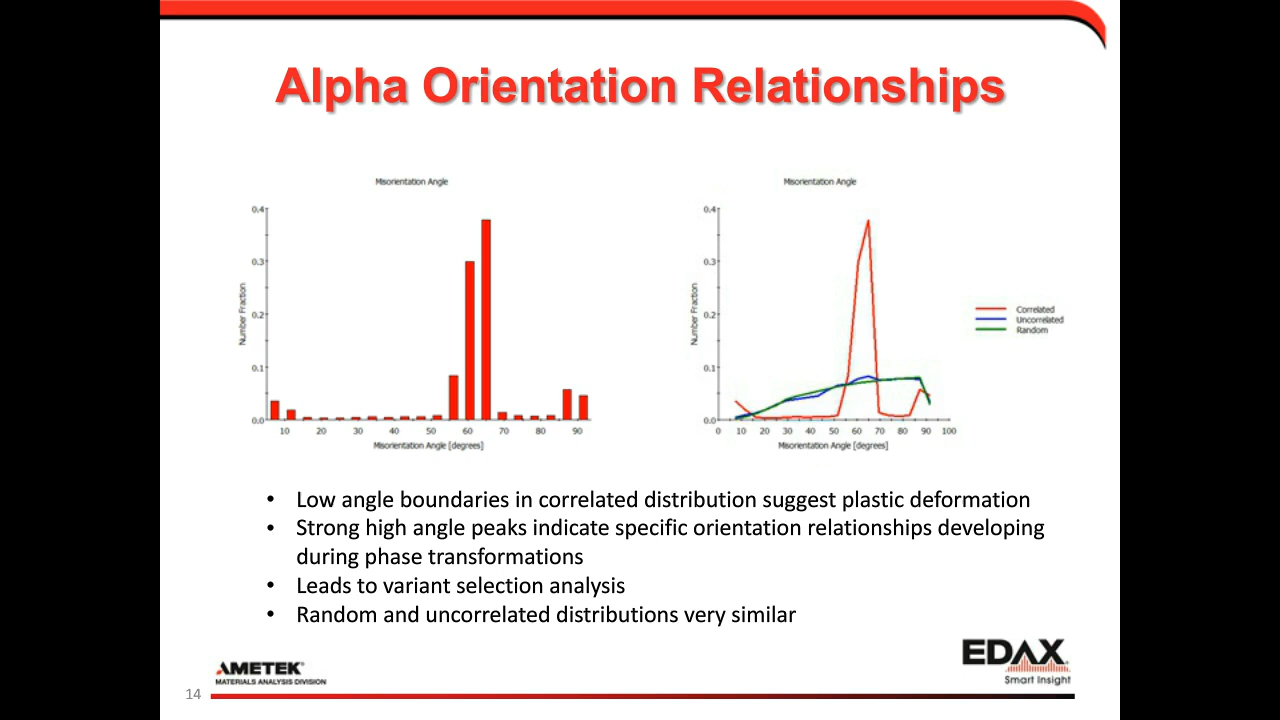 Alpha Orientation Relationships
Misorientation Angle
0.4
0.3
0.2
0.1
0.0
Number Fraction
10 20 30 40 50 60 70 80 90
Misorientation Angle [degrees]
Misorientation Angle
0.4
0.3
0.2
0.1
0.0
Number Fraction
0 10 20 30 40 50 60 70 80 90 100
Misorientation Angle [degrees]
Correlated
Uncorrelated
Random
• Low angle boundaries in correlated distribution suggest plastic deformation
• Strong high angle peaks indicate specific orientation relationships developing
during phase transformations
• Leads to variant selection analysis
• Random and uncorrelated distributions very similar
AMETEK®
MATERIALS ANALYSIS DIVISION
EDAX
Smart Insight
14